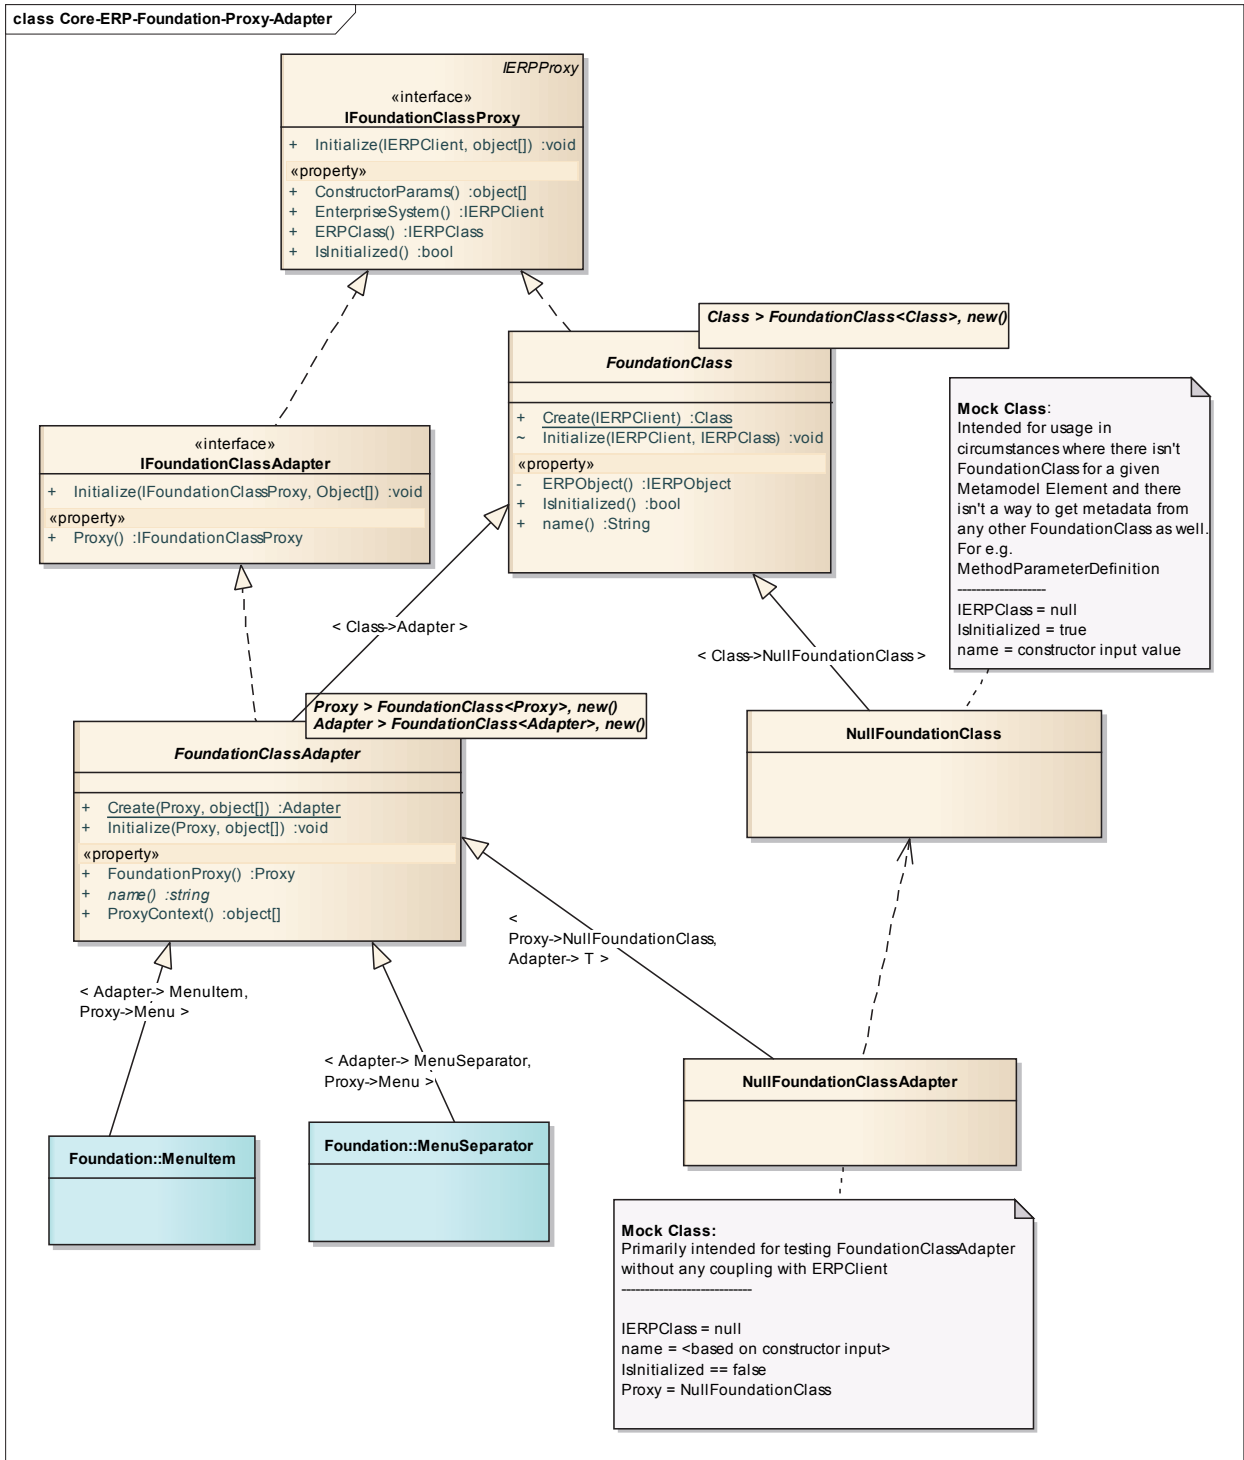 class Core-ERP-Foundation-Proxy-Adapter
IERPProxy
«interface»
IFoundationClassProxy
+ Initialize(IERPClient, object[]) :void
«property»
+ ConstructorParams() :object[]
+ EnterpriseSystem() :IERPClient
+ ERPClass() :IERPClass
+ IsInitialized() :bool
Class > FoundationClass<Class>, new()
FoundationClass
+ Create(IERPClient) :Class
~ Initialize(IERPClient, IERPClass) :void
«property»
- ERPObject() :IERPObject
+ IsInitialized() :bool
+ name() :String
Mock Class:
Intended for usage in
circumstances where there isn't
FoundationClass for a given
Metamodel Element and there
isn't a way to get metadata from
any other FoundationClass as well.
For e.g.
MethodParameterDefinition
-------------------
IERPClass = null
IsInitialized = true
name = constructor input value
«interface»
IFoundationClassAdapter
+ Initialize(IFoundationClassProxy, Object[]) :void
«property»
+ Proxy() :IFoundationClassProxy
< Class->Adapter >
< Class->NullFoundationClass >
Proxy > FoundationClass<Proxy>, new()
Adapter > FoundationClass<Adapter>, new()
FoundationClassAdapter
+ Create(Proxy, object[]) :Adapter
+ Initialize(Proxy, object[]) :void
«property»
+ FoundationProxy() :Proxy
+ name() :string
+ ProxyContext() :object[]
NullFoundationClass
<
Proxy->NullFoundationClass,
Adapter-> T >
< Adapter-> MenuItem,
Proxy->Menu >
< Adapter-> MenuSeparator,
Proxy->Menu >
NullFoundationClassAdapter
Foundation::MenuItem
Foundation::MenuSeparator
Mock Class:
Primarily intended for testing FoundationClassAdapter
without any coupling with ERPClient
----------------------------
IERPClass = null
name = <based on constructor input>
IsInitialized == false
Proxy = NullFoundationClass